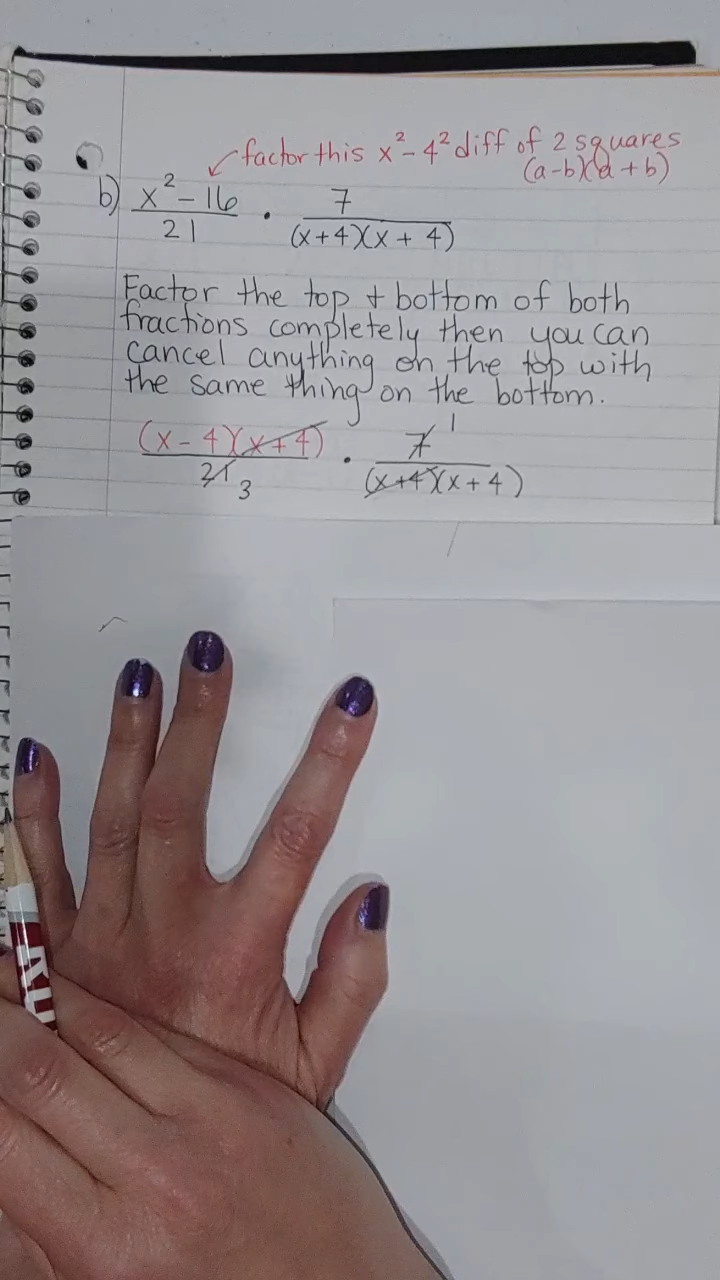 factor this x² - 4² diff of 2 squares
(a-b)(a+b)
b) x² - 16 / 21 · 7 / (x+4)(x + 4)
Factor the top + bottom of both
fractions completely then you can
cancel anything on the top with
the same thing on the bottom.
(x - 4)(x+4) / 21 3 · 7 1 / (x+4)(x+4)